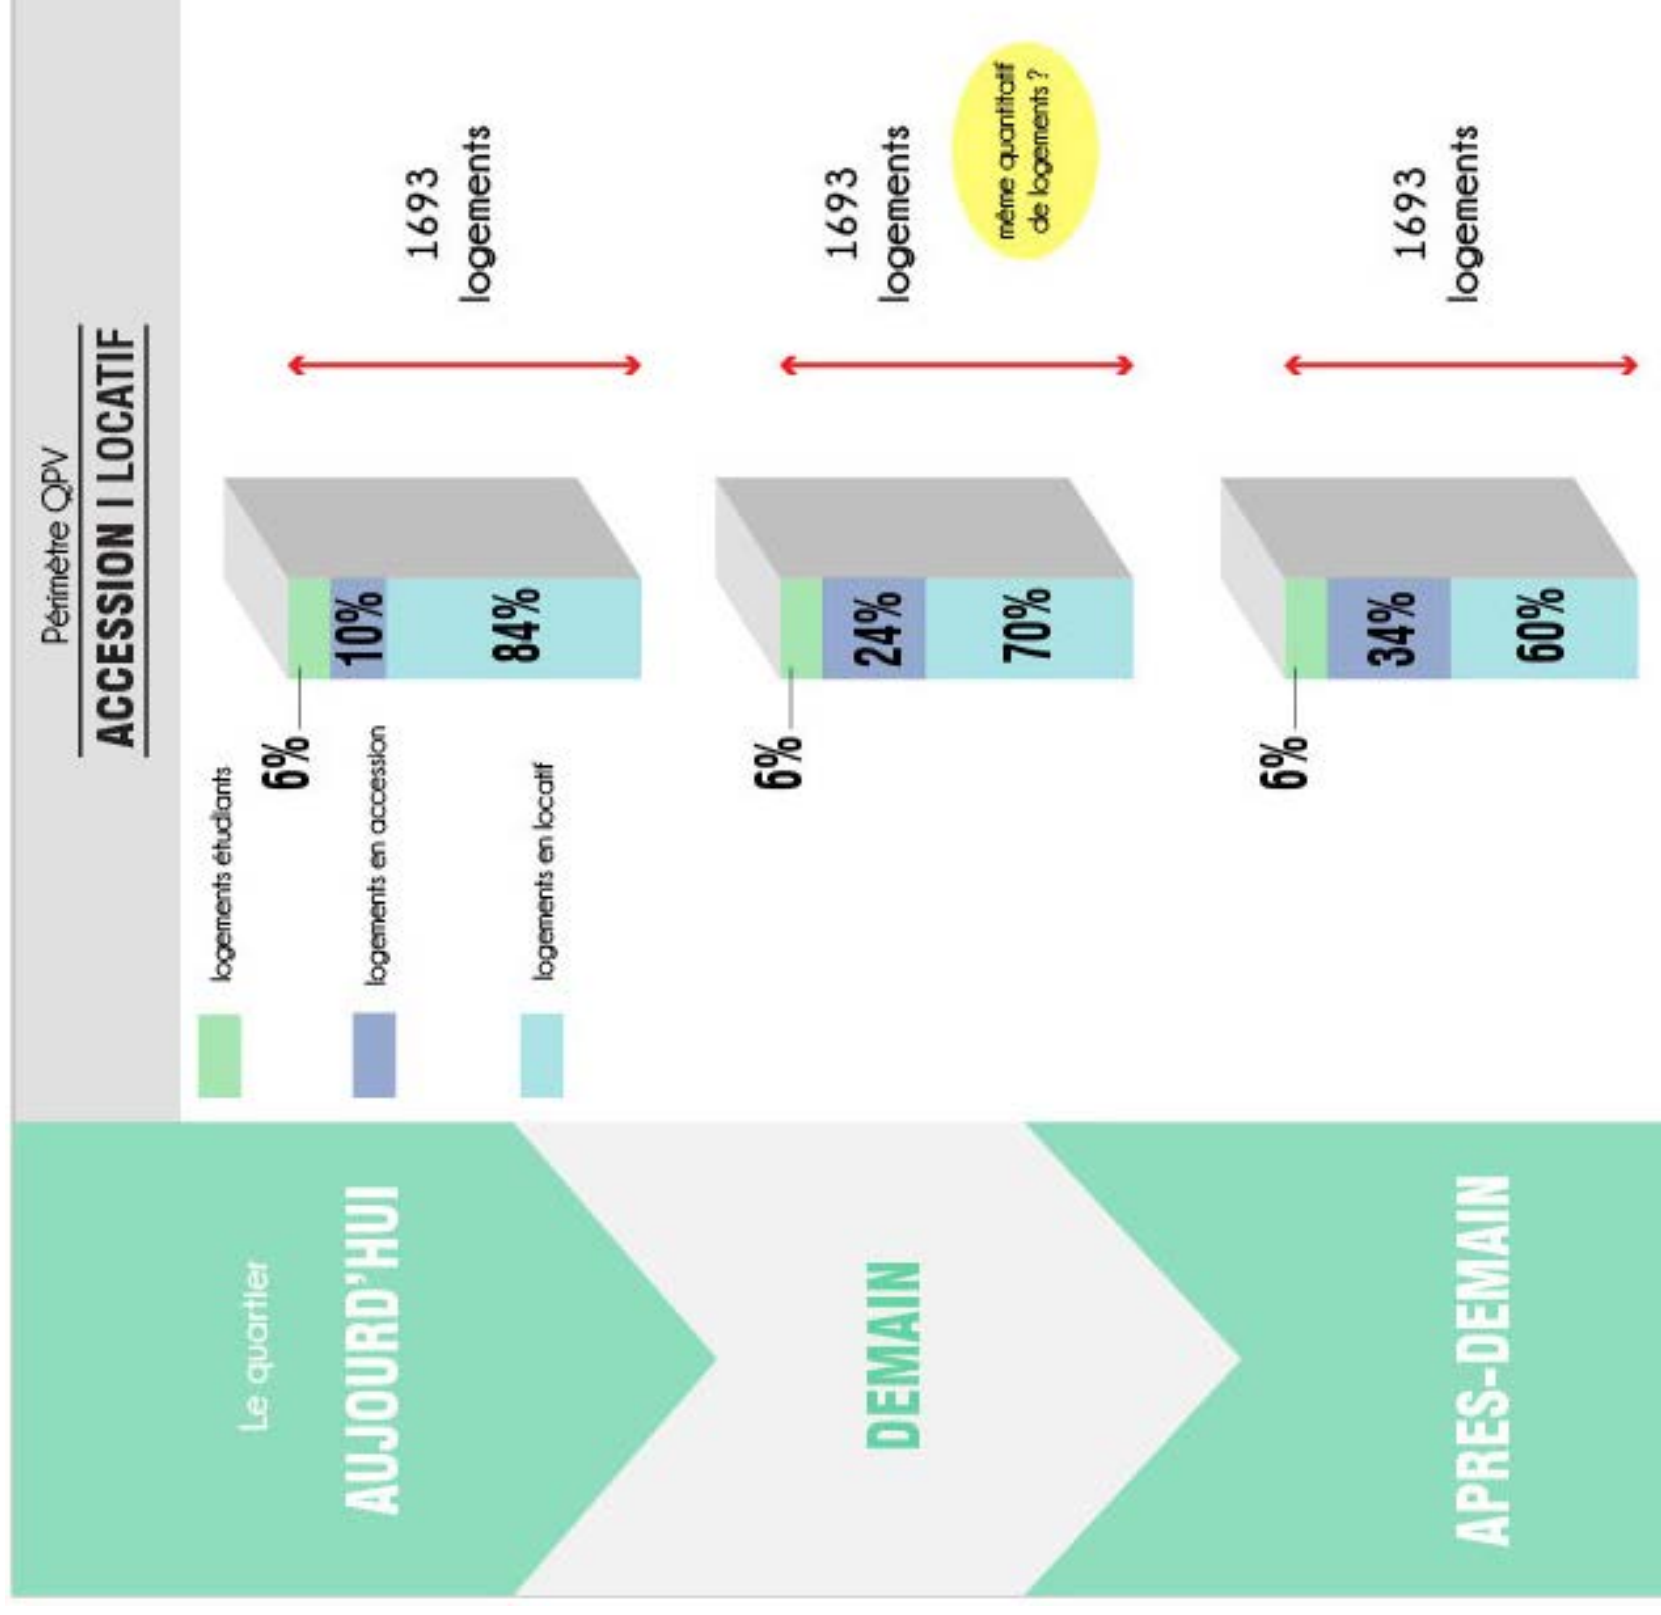 Périmètre QPV
ACCESSION I LOCATIF
Le quartier
AUJOURD'HUI
logements étudiants
logements en accession
logements en locatif
6%
10%
84%
1693
logements
DEMAIN
6%
24%
70%
1693
logements
même quantitatif
de logements ?
APRES-DEMAIN
6%
34%
60%
1693
logements